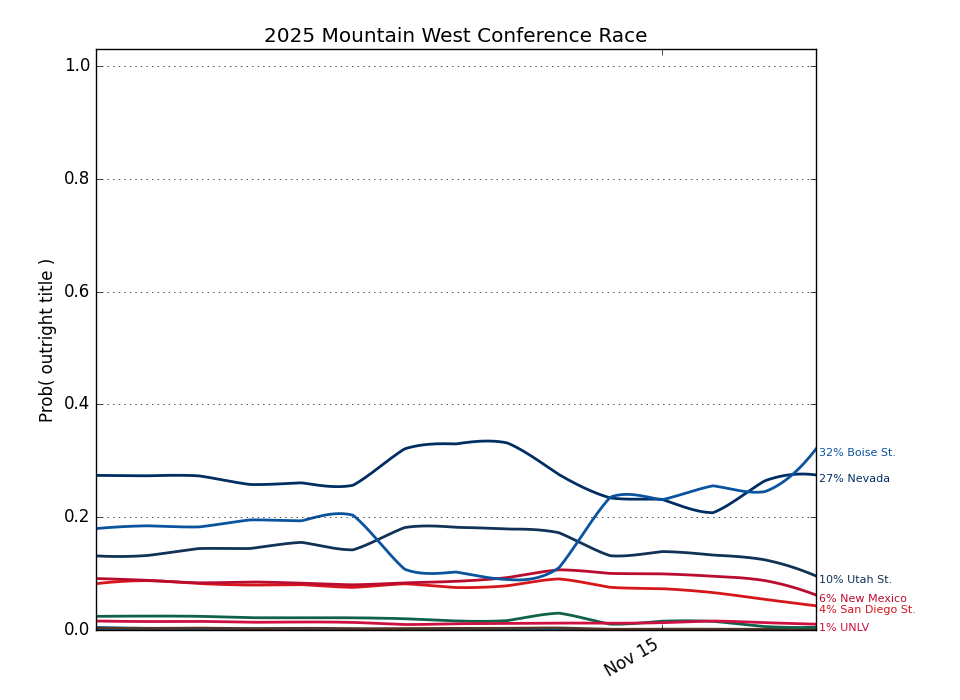 2025 Mountain West Conference Race
1.0
0.8
0.6
0.4
0.2
0.0
Prob( outright title )
32% Boise St.
27% Nevada
10% Utah St.
6% New Mexico
4% San Diego St.
1% UNLV
Nov 15